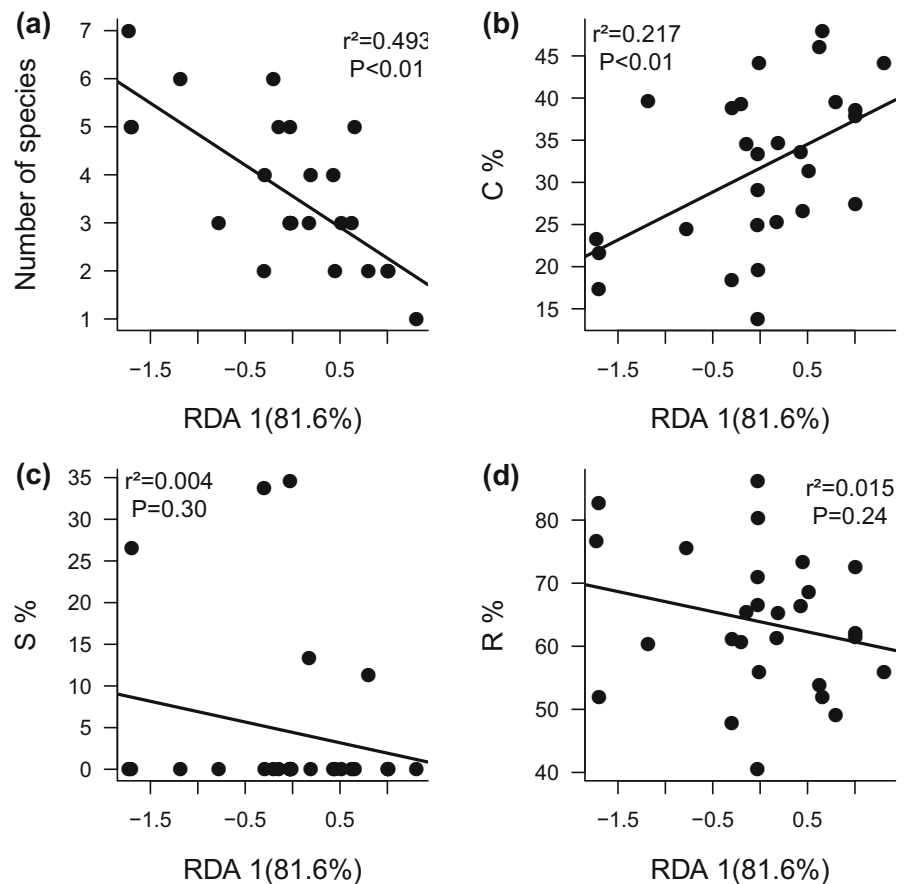 (a)
r²=0.493
P<0.01
Number of species
7
6
5
4
3
2
1
−1.5
−0.5
0.5
RDA 1(81.6%)
(b)
r²=0.217
P<0.01
C %
45
40
35
30
25
20
15
−1.5
−0.5
0.5
RDA 1(81.6%)
(c)
r²=0.004
P=0.30
S %
35
30
25
20
15
10
5
0
−1.5
−0.5
0.5
RDA 1(81.6%)
(d)
r²=0.015
P=0.24
R %
80
70
60
50
40
−1.5
−0.5
0.5
RDA 1(81.6%)